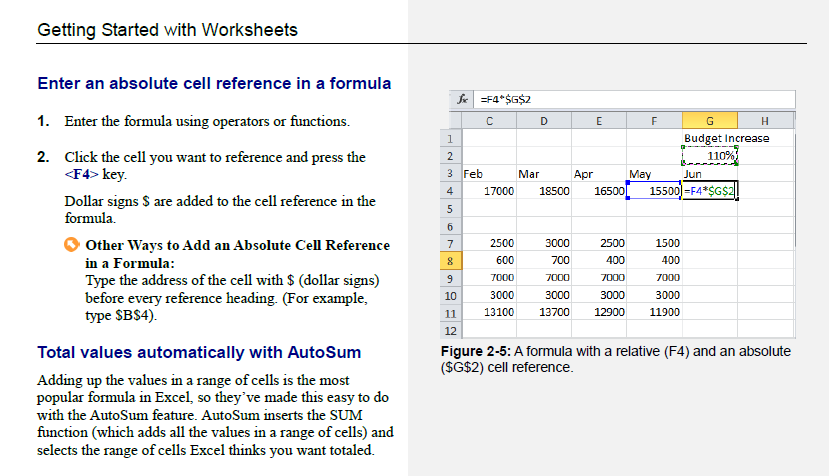 Getting Started with Worksheets
Enter an absolute cell reference in a formula
1. Enter the formula using operators or functions.
2. Click the cell you want to reference and press the
<F4> key.
Dollar signs $ are added to the cell reference in the
formula.
Other Ways to Add an Absolute Cell Reference
in a Formula:
Type the address of the cell with $ (dollar signs)
before every reference heading. (For example,
type $B$4).
Total values automatically with AutoSum
Adding up the values in a range of cells is the most
popular formula in Excel, so they've made this easy to do
with the AutoSum feature. AutoSum inserts the SUM
function (which adds all the values in a range of cells) and
selects the range of cells Excel thinks you want totaled.
fx =F4*$G$2
C D E F G H
1 Budget Increase
2 110%
3 Feb Mar Apr May Jun
4 17000 18500 16500 15500 =F4*$G$2
5
6
7 2500 3000 2500 1500
8 600 700 400 400
9 7000 7000 7000 7000
10 3000 3000 3000 3000
11 13100 13700 12900 11900
12
Figure 2-5: A formula with a relative (F4) and an absolute
($G$2) cell reference.